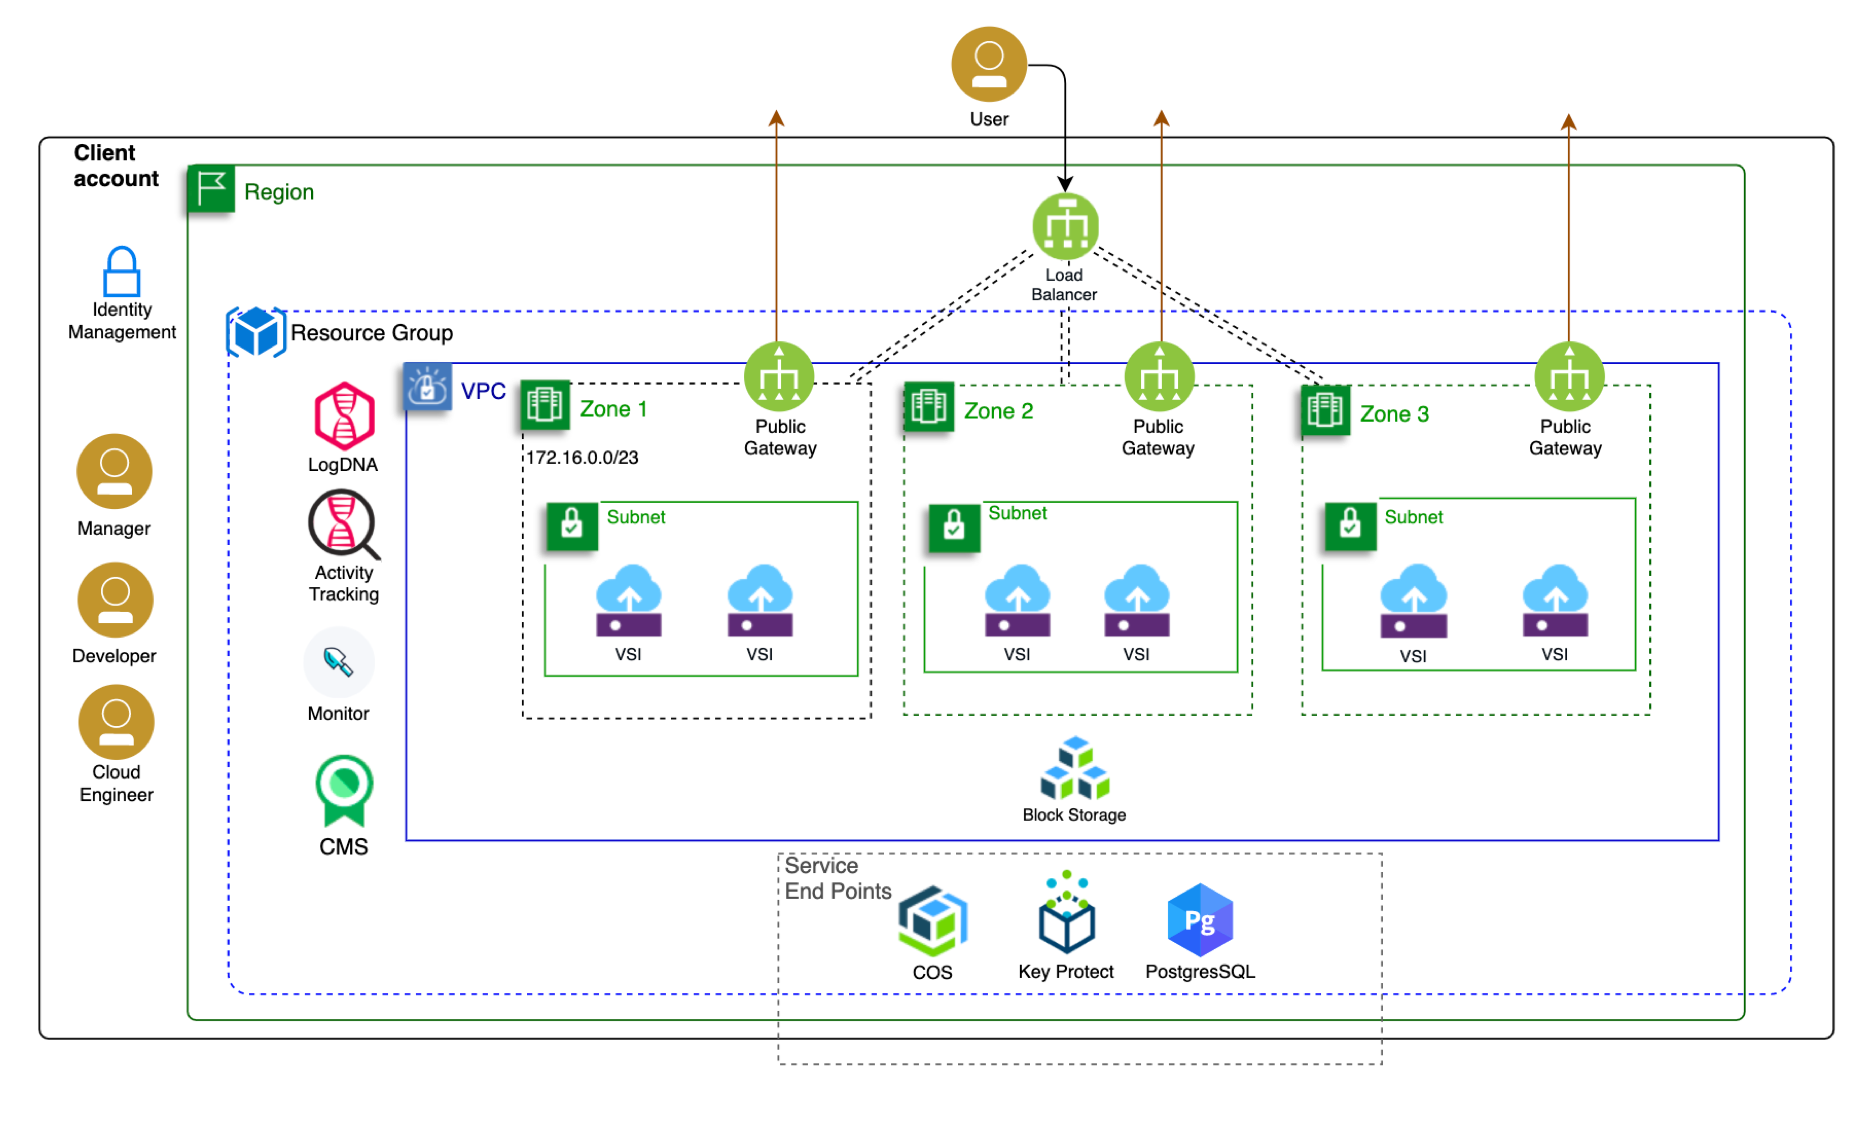 User
Client
account
Region
Load
Balancer
Identity
Management
Resource Group
VPC
Zone 1
Public
Gateway
172.16.0.0/23
Subnet
VSI
VSI
Zone 2
Public
Gateway
Subnet
VSI
VSI
Zone 3
Public
Gateway
Subnet
VSI
VSI
LogDNA
Activity
Tracking
Monitor
CMS
Manager
Developer
Cloud
Engineer
Block Storage
Service
End Points
COS
Key Protect
Pg
PostgresSQL